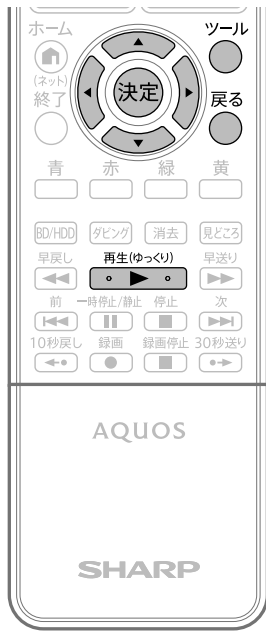 ホーム ツール
(ネット)
終了 決定 戻る
青 赤 緑 黄
BD/HDD ダビング 消去 見どころ
早戻し 再生(ゆっくり) 早送り
前 一時停止/静止 停止 次
10秒戻し 録画 録画停止 30秒送り
AQUOS
SHARP